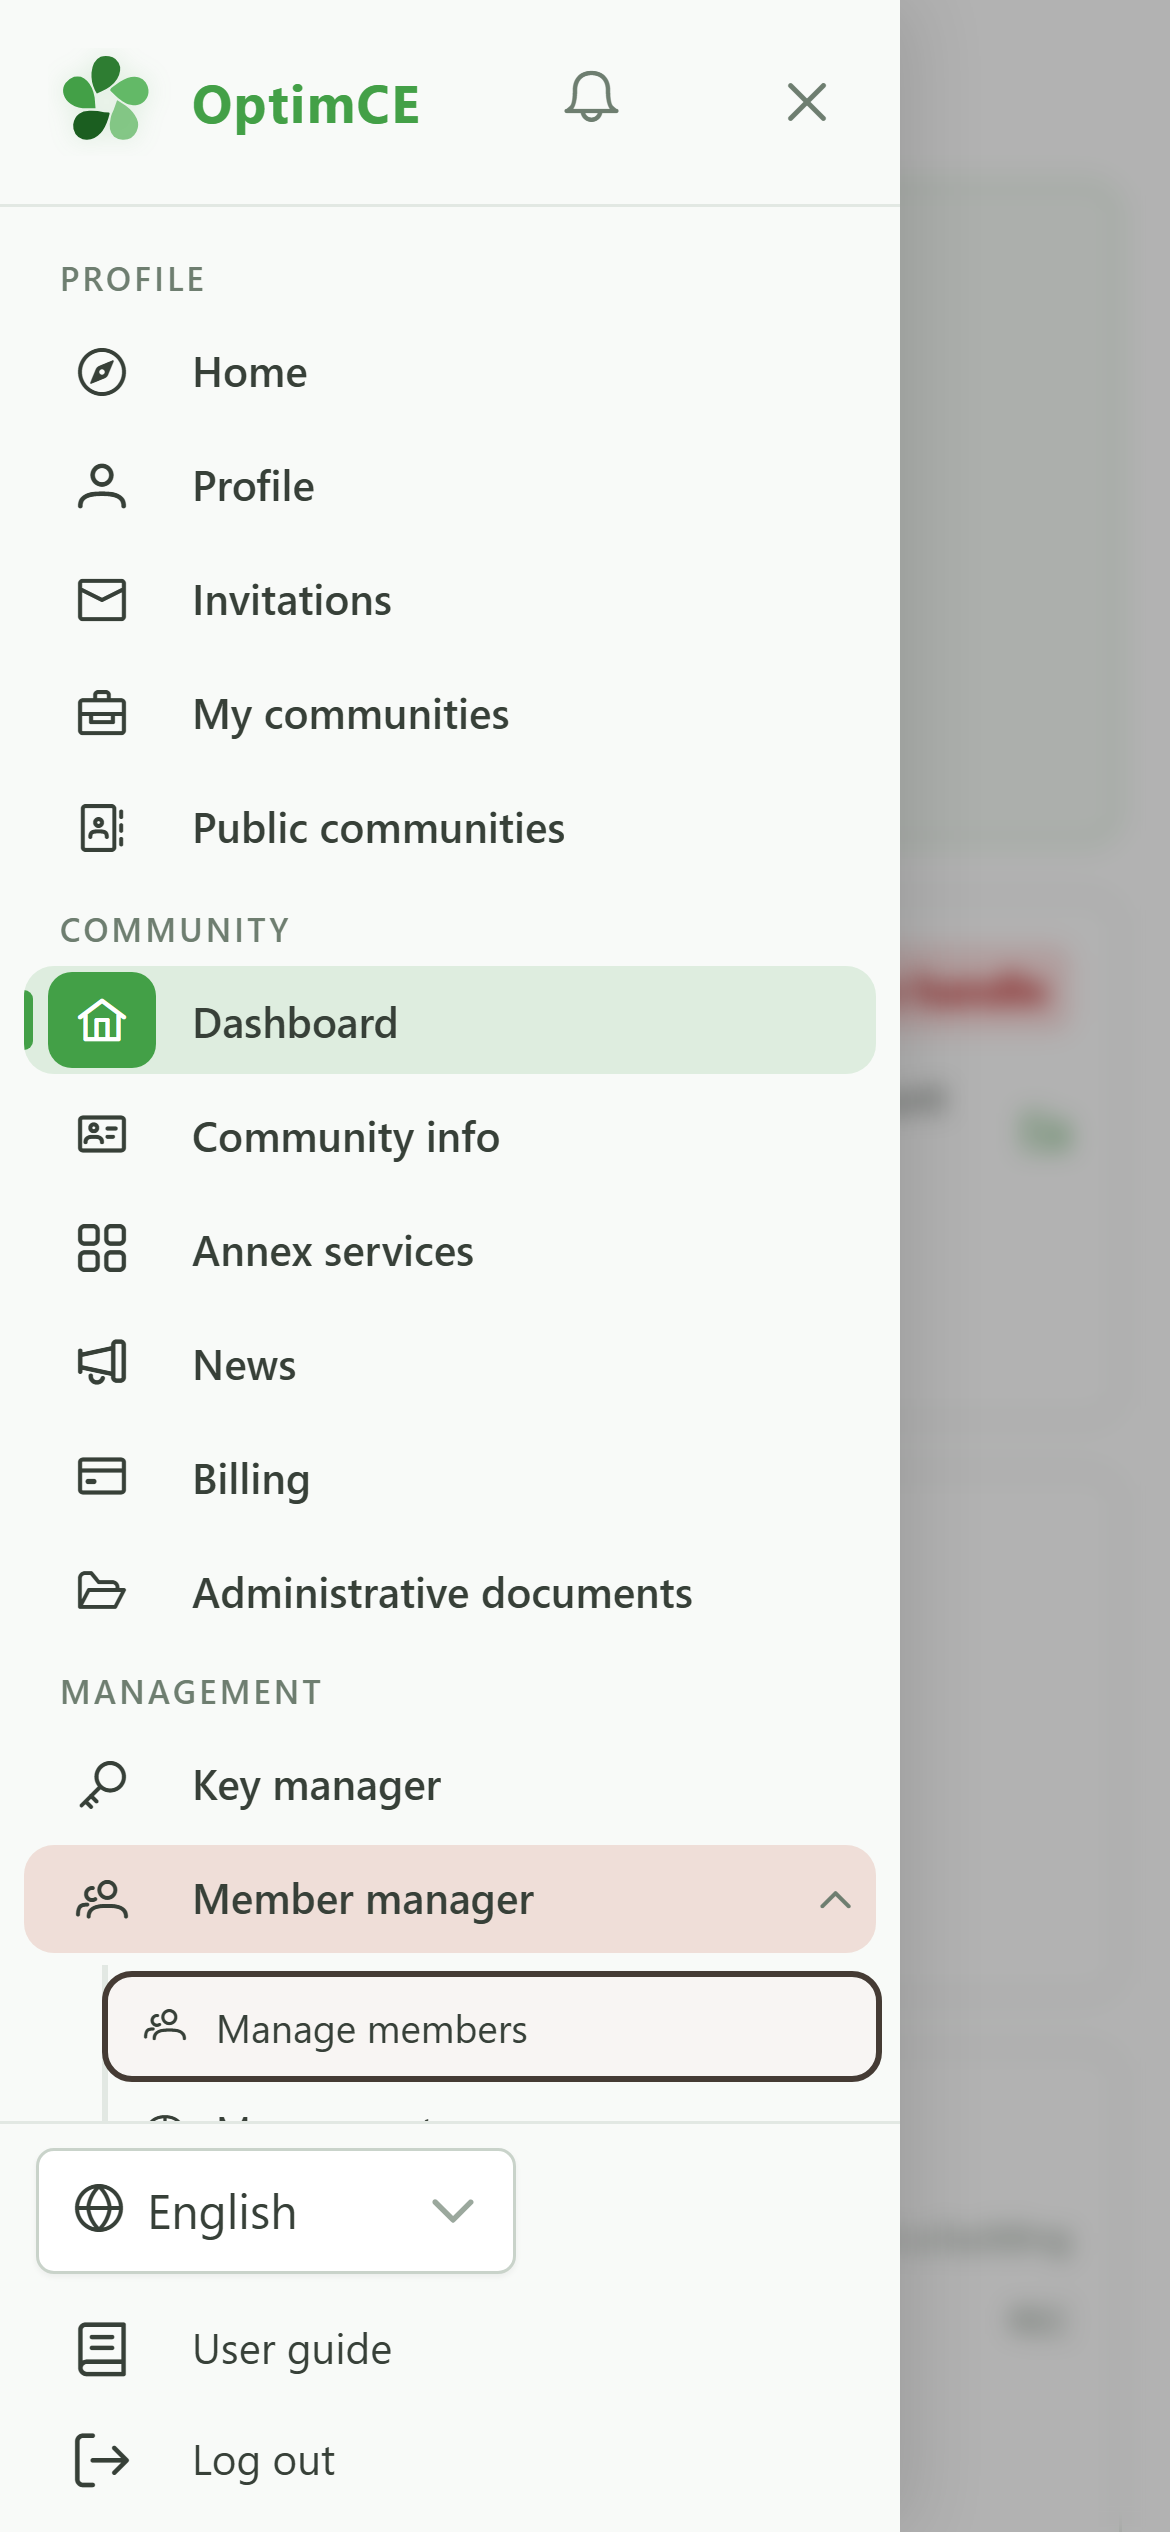 OptimCE
PROFILE
Home
Profile
Invitations
My communities
Public communities
COMMUNITY
Dashboard
Community info
Annex services
News
Billing
Administrative documents
MANAGEMENT
Key manager
Member manager
Manage members
English
User guide
Log out